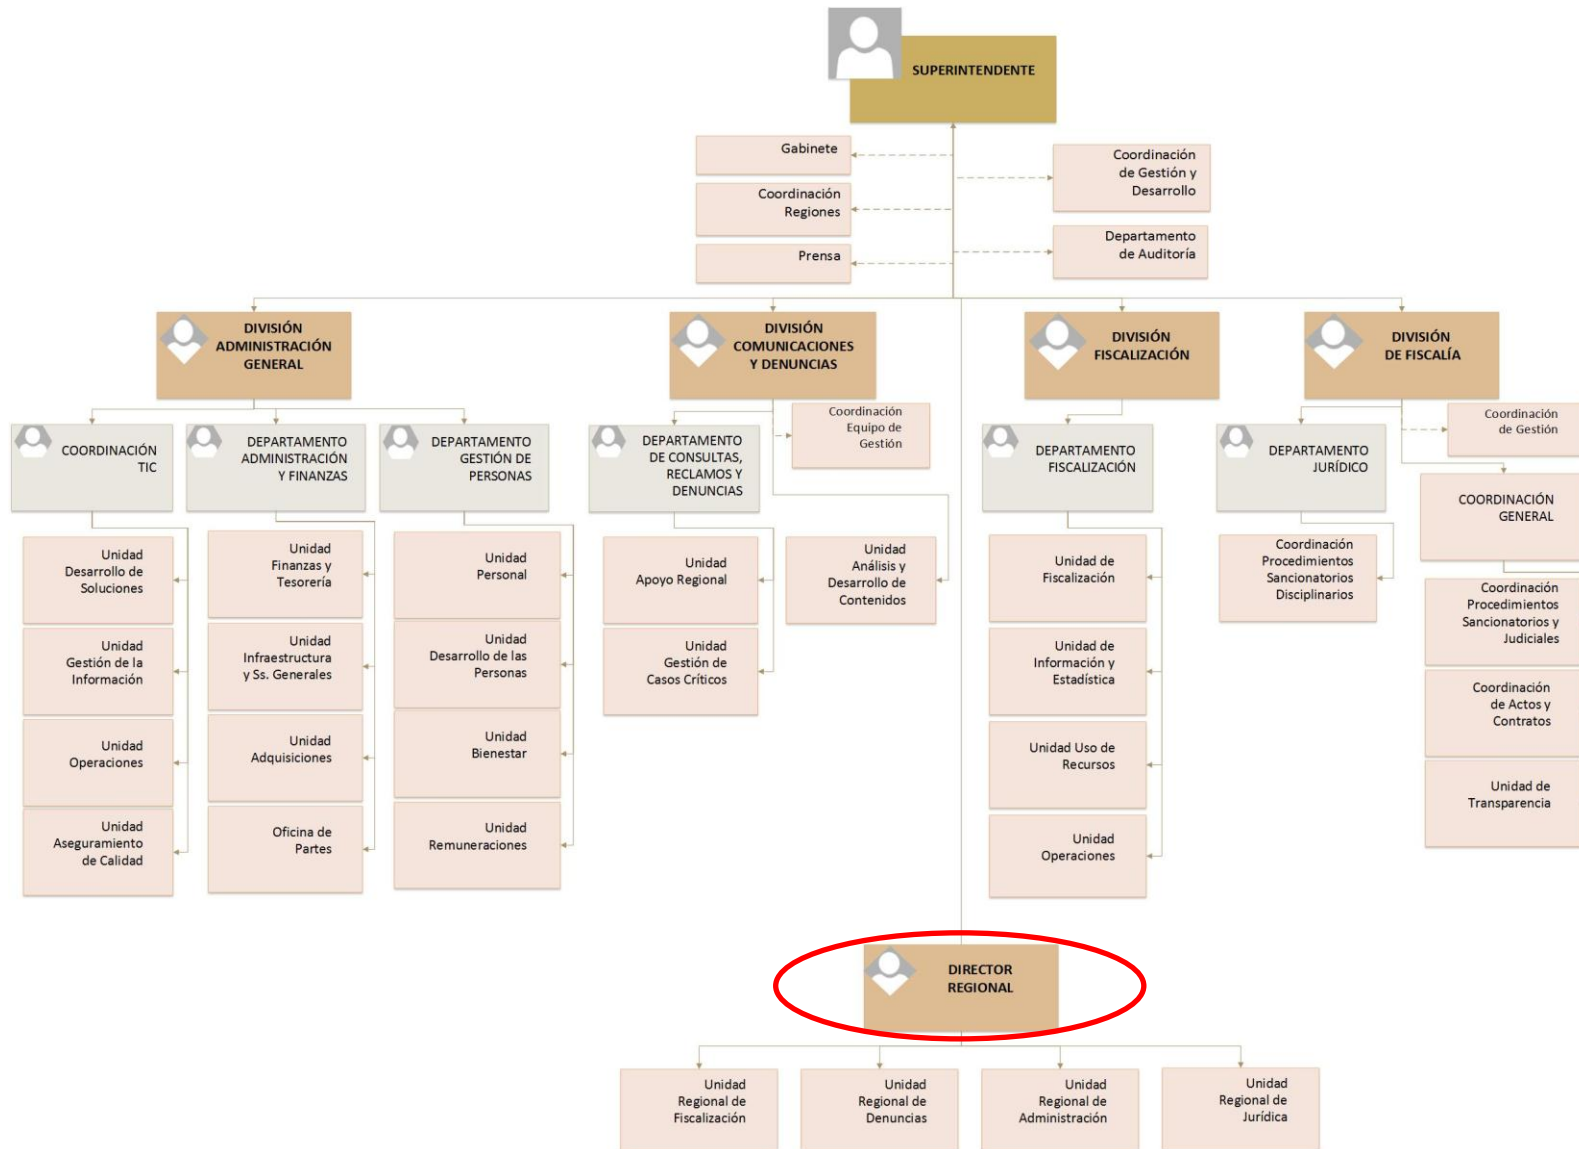 SUPERINTENDENTE
Gabinete
Coordinación
Regiones
Prensa
Coordinación
de Gestión y
Desarrollo
Departamento
de Auditoría
DIVISIÓN
ADMINISTRACIÓN
GENERAL
DIVISIÓN
COMUNICACIONES
Y DENUNCIAS
DIVISIÓN
FISCALIZACIÓN
DIVISIÓN
DE FISCALÍA
COORDINACIÓN
TIC
DEPARTAMENTO
ADMINISTRACIÓN
Y FINANZAS
DEPARTAMENTO
GESTIÓN DE
PERSONAS
DEPARTAMENTO
DE CONSULTAS,
RECLAMOS Y
DENUNCIAS
Coordinación
Equipo de
Gestión
DEPARTAMENTO
FISCALIZACIÓN
DEPARTAMENTO
JURÍDICO
Coordinación
de Gestión
COORDINACIÓN
GENERAL
Unidad
Desarrollo de
Soluciones
Unidad
Gestión de la
Información
Unidad
Operaciones
Unidad
Aseguramiento
de Calidad
Unidad
Finanzas y
Tesorería
Unidad
Infraestructura
y Ss. Generales
Unidad
Adquisiciones
Oficina de
Partes
Unidad
Personal
Unidad
Desarrollo de las
Personas
Unidad
Bienestar
Unidad
Remuneraciones
Unidad
Apoyo Regional
Unidad
Gestión de
Casos Críticos
Unidad
Análisis y
Desarrollo de
Contenidos
Unidad de
Fiscalización
Unidad de
Información y
Estadística
Unidad Uso de
Recursos
Unidad
Operaciones
Coordinación
Procedimientos
Sancionatorios
Disciplinarios
Coordinación
Procedimientos
Sancionatorios y
Judiciales
Coordinación
de Actos y
Contratos
Unidad de
Transparencia
DIRECTOR
REGIONAL
Unidad
Regional de
Fiscalización
Unidad
Regional de
Denuncias
Unidad
Regional de
Administración
Unidad
Regional de
Jurídica